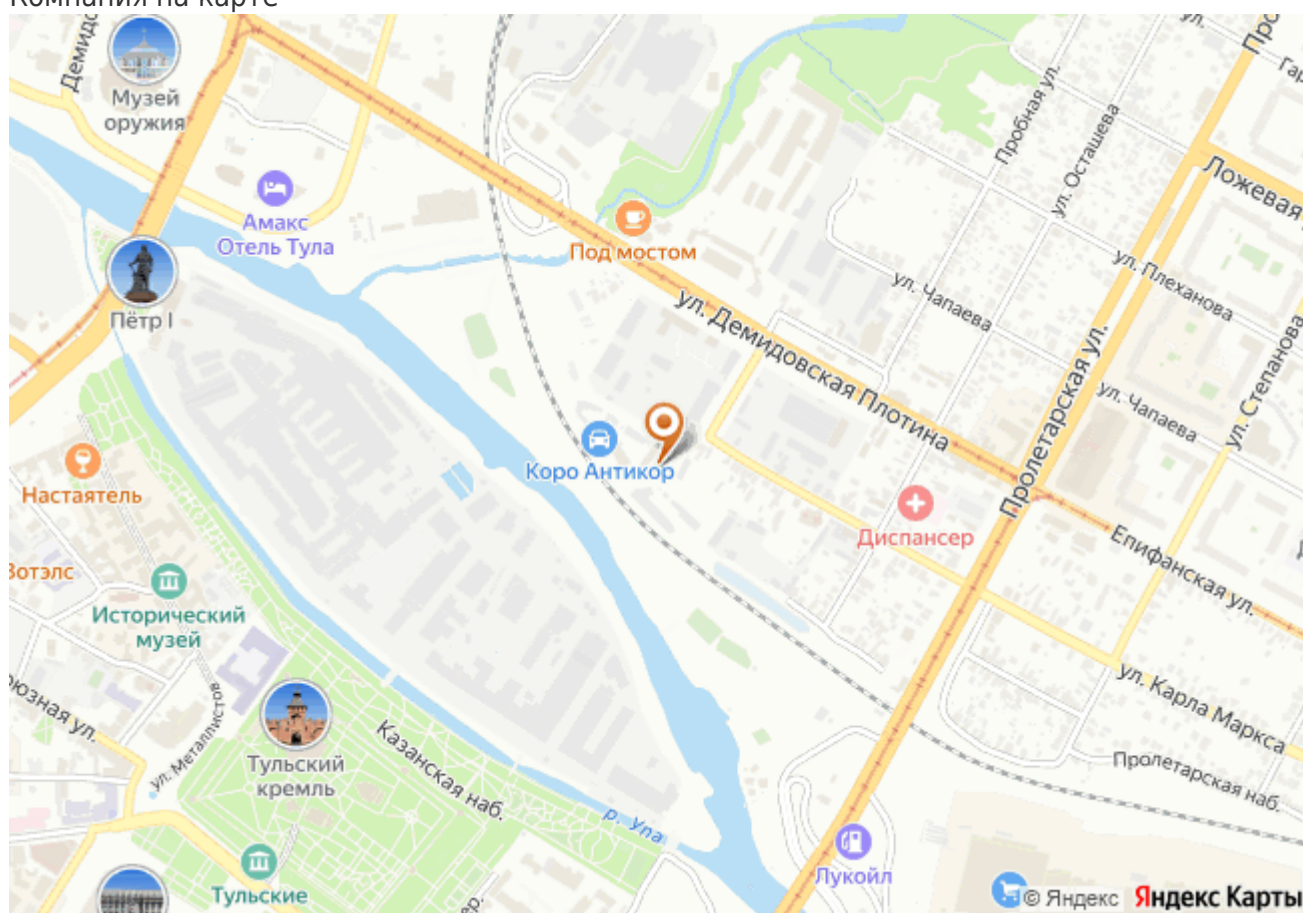 Компания на карте
Музей
оружия
Амакс
Отель Тула
Под мостом
Пробная ул.
ул. Осташева
Ложевая
ул. Плеханова
ул. Чапаева
ул. Демидовская Плотина
Пролетарская ул.
ул. Чапаева
ул. Степанова
Пётр I
Коро Антикор
Настаятель
Диспансер
Епифанская ул.
Исторический
музей
ул. Металлистов
Тульский
кремль
Казанская наб.
р. Упа
ул. Карла Маркса
Пролетарская наб.
Лукойл
Тульские
© Яндекс Яндекс Карты